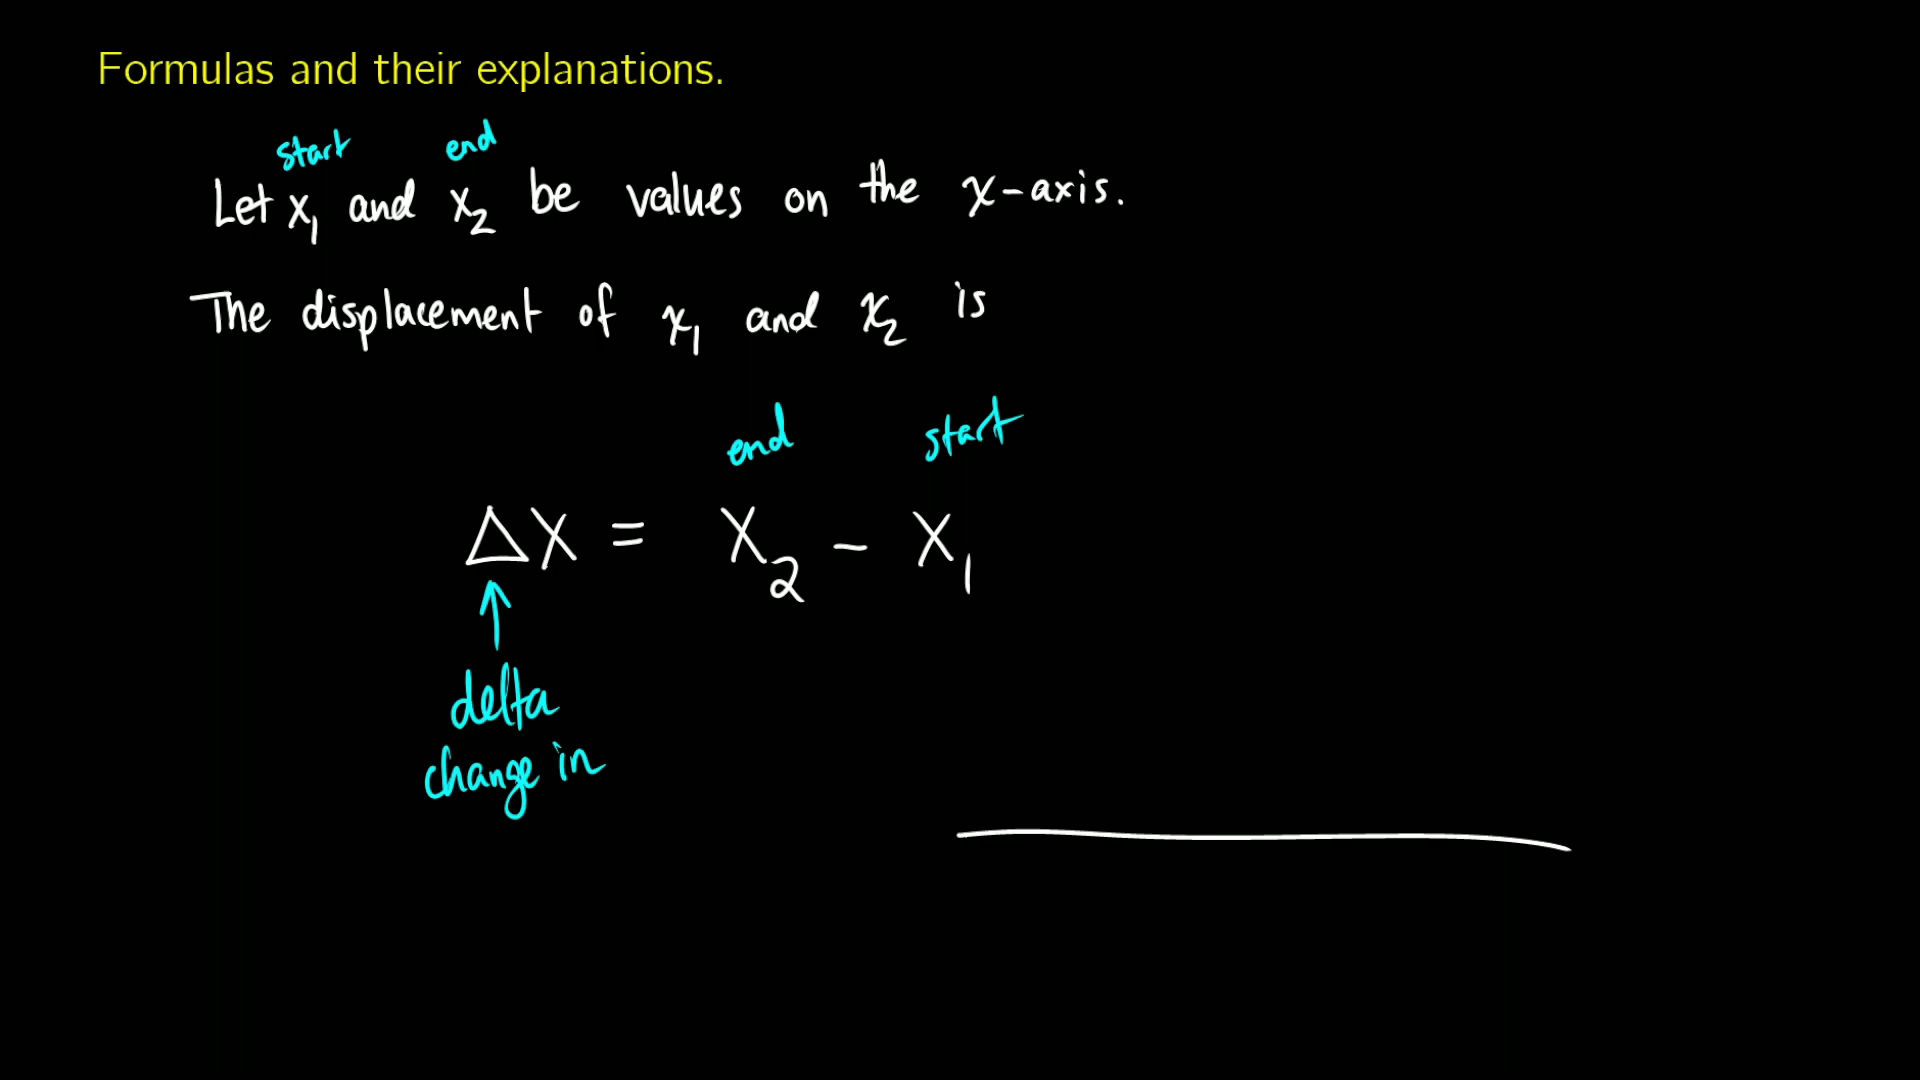 Formulas and their explanations.
start end
Let x₁ and x₂ be values on the x-axis.
The displacement of x₁ and x₂ is
end start
Δx = x₂ - x₁
delta
change in